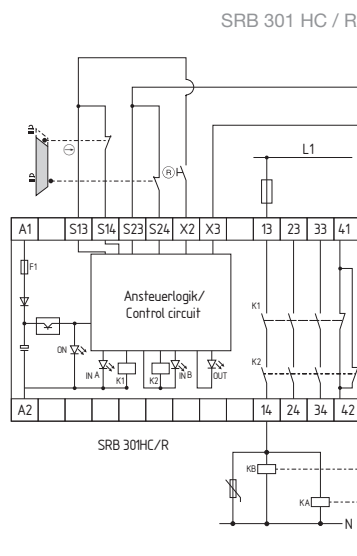 SRB 301 HC / R
R
L1
A1 S13 S14 S23 S24 X2 X3 13 23 33 41
F1
Ansteuerlogik/
Control circuit
K1
ON
IN A K1 K2 IN B OUT
K2
A2 14 24 34 42
SRB 301HC/R
KB
KA
N